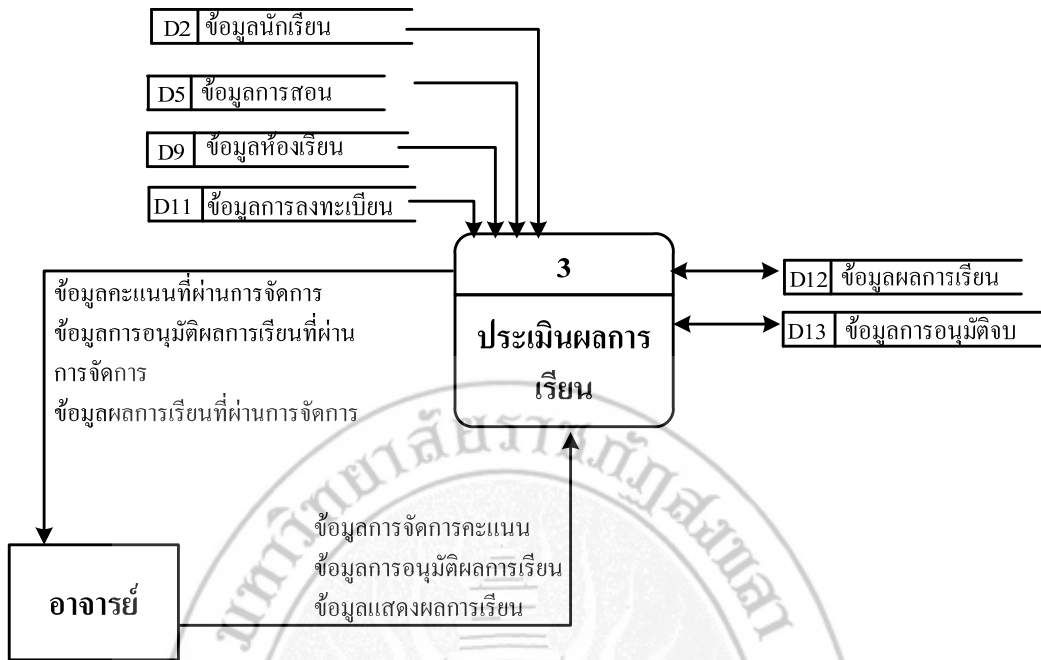 D2 ข้อมูลนักเรียน
D5 ข้อมูลการสอน
D9 ข้อมูลห้องเรียน
D11 ข้อมูลการลงทะเบียน
3
ประเมินผลการ
เรียน
D12 ข้อมูลผลการเรียน
D13 ข้อมูลการอนุมัติจบ
ข้อมูลคะแนนที่ผ่านการจัดการ
ข้อมูลการอนุมัติผลการเรียนที่ผ่าน
การจัดการ
ข้อมูลผลการเรียนที่ผ่านการจัดการ
ข้อมูลการจัดการคะแนน
ข้อมูลการอนุมัติผลการเรียน
ข้อมูลแสดงผลการเรียน
อาจารย์